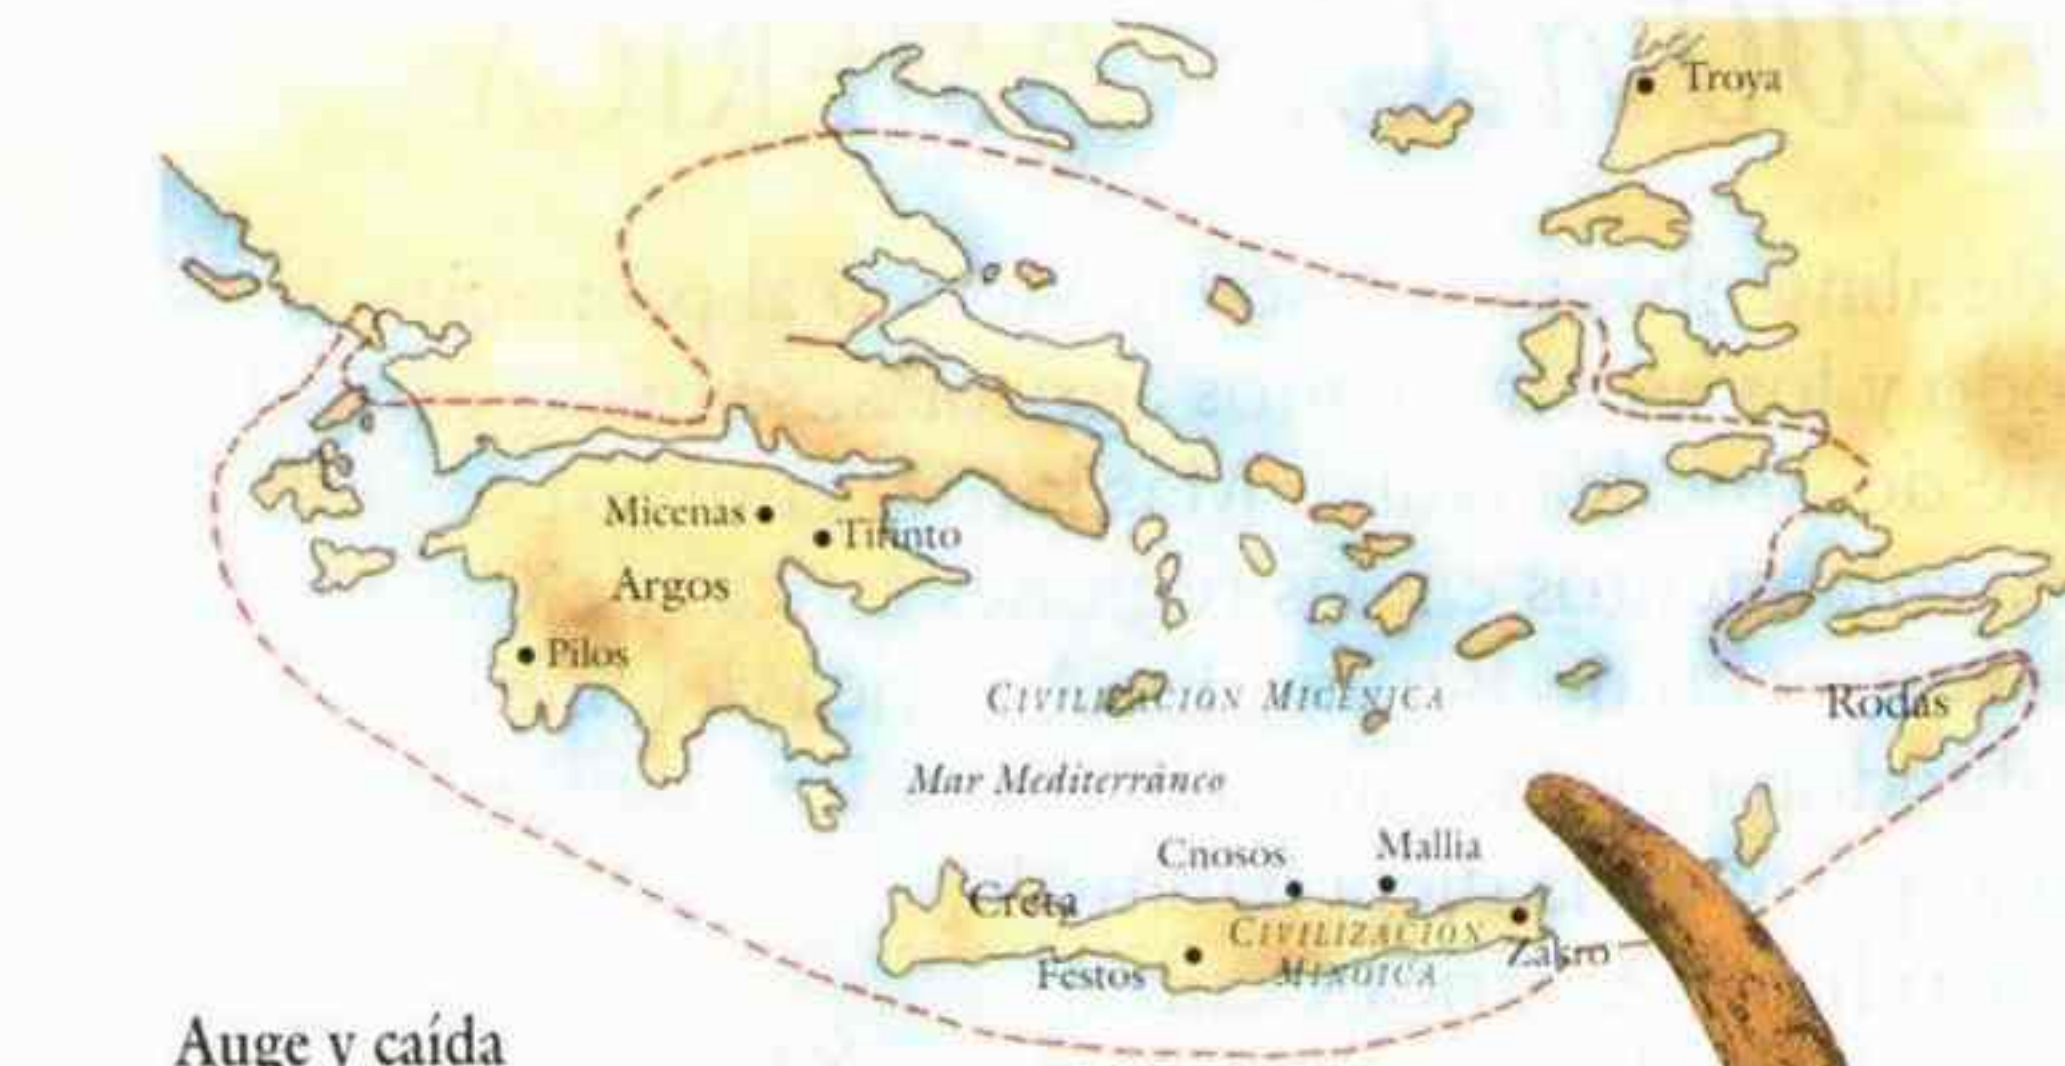 Troya
Micenas
Tirinto
Argos
Pilos
CIVILIZACIÓN MICÉNICA
Rodas
Mar Mediterráneo
Cnosos
Mallia
Creta
CIVILIZACIÓN
MINOICA
Zakro
Festos
Auge y caída